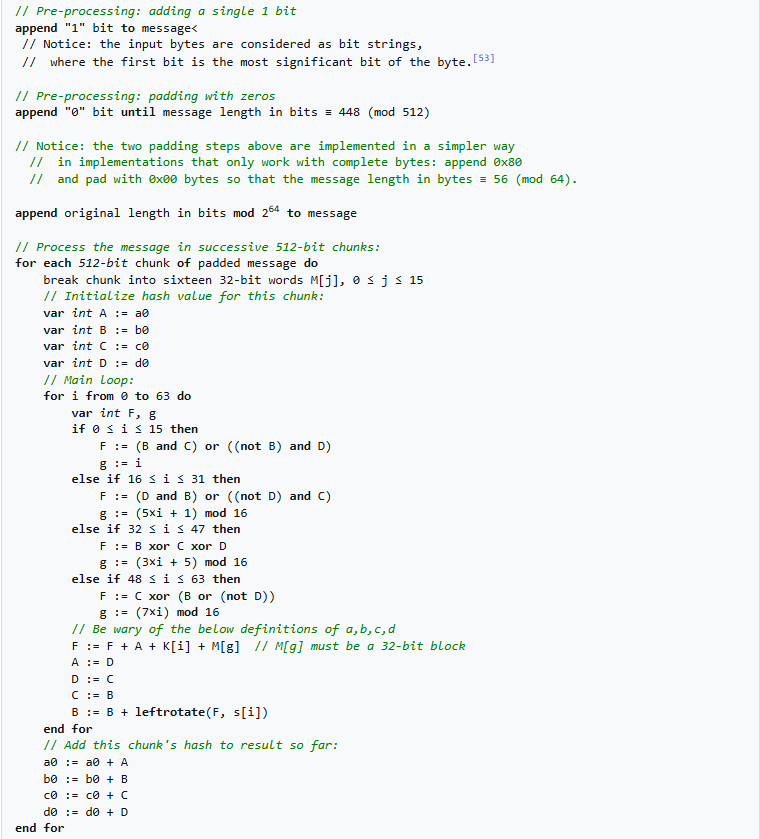 // Pre-processing: adding a single 1 bit
append "1" bit to message<
 // Notice: the input bytes are considered as bit strings,
 //  where the first bit is the most significant bit of the byte.[53]

// Pre-processing: padding with zeros
append "0" bit until message length in bits ≡ 448 (mod 512)

// Notice: the two padding steps above are implemented in a simpler way
  //  in implementations that only work with complete bytes: append 0x80
  //  and pad with 0x00 bytes so that the message length in bytes ≡ 56 (mod 64).

append original length in bits mod 2⁶⁴ to message

// Process the message in successive 512-bit chunks:
for each 512-bit chunk of padded message do
    break chunk into sixteen 32-bit words M[j], 0 ≤ j ≤ 15
    // Initialize hash value for this chunk:
    var int A := a0
    var int B := b0
    var int C := c0
    var int D := d0
    // Main loop:
    for i from 0 to 63 do
        var int F, g
        if 0 ≤ i ≤ 15 then
            F := (B and C) or ((not B) and D)
            g := i
        else if 16 ≤ i ≤ 31 then
            F := (D and B) or ((not D) and C)
            g := (5×i + 1) mod 16
        else if 32 ≤ i ≤ 47 then
            F := B xor C xor D
            g := (3×i + 5) mod 16
        else if 48 ≤ i ≤ 63 then
            F := C xor (B or (not D))
            g := (7×i) mod 16
        // Be wary of the below definitions of a,b,c,d
        F := F + A + K[i] + M[g]  // M[g] must be a 32-bit block
        A := D
        D := C
        C := B
        B := B + leftrotate(F, s[i])
    end for
    // Add this chunk's hash to result so far:
    a0 := a0 + A
    b0 := b0 + B
    c0 := c0 + C
    d0 := d0 + D
end for